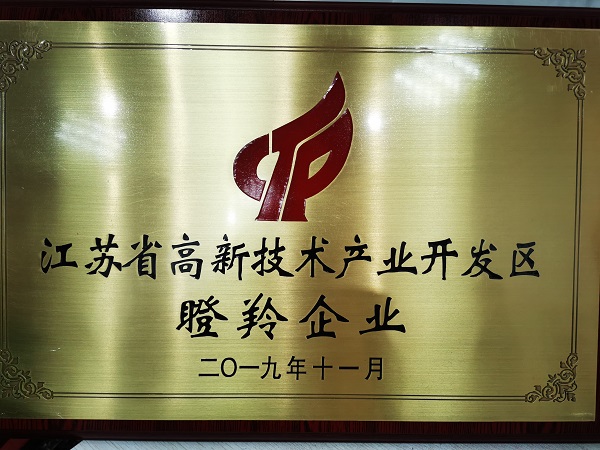 江苏省高新技术产业开发区
瞪羚企业
二〇一九年十一月